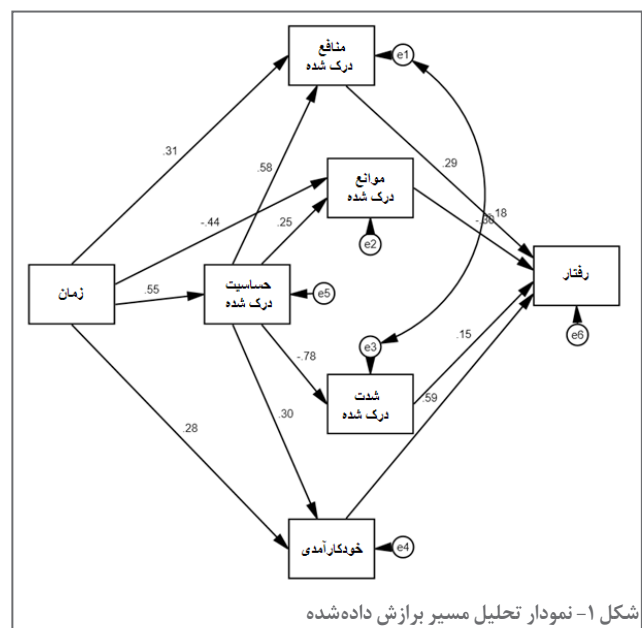 منافع
درک شده
e1
.31
.58
.29
موانع
درک شده
-.44
.25
.18
e2
رفتار
زمان
.55
حساسیت
درک شده
e5
e6
e3
.15
-.78
شدت
درک شده
.59
.30
.28
خودکارآمدی
e4
شکل ۱- نمودار تحلیل مسیر برازش داده‌شده